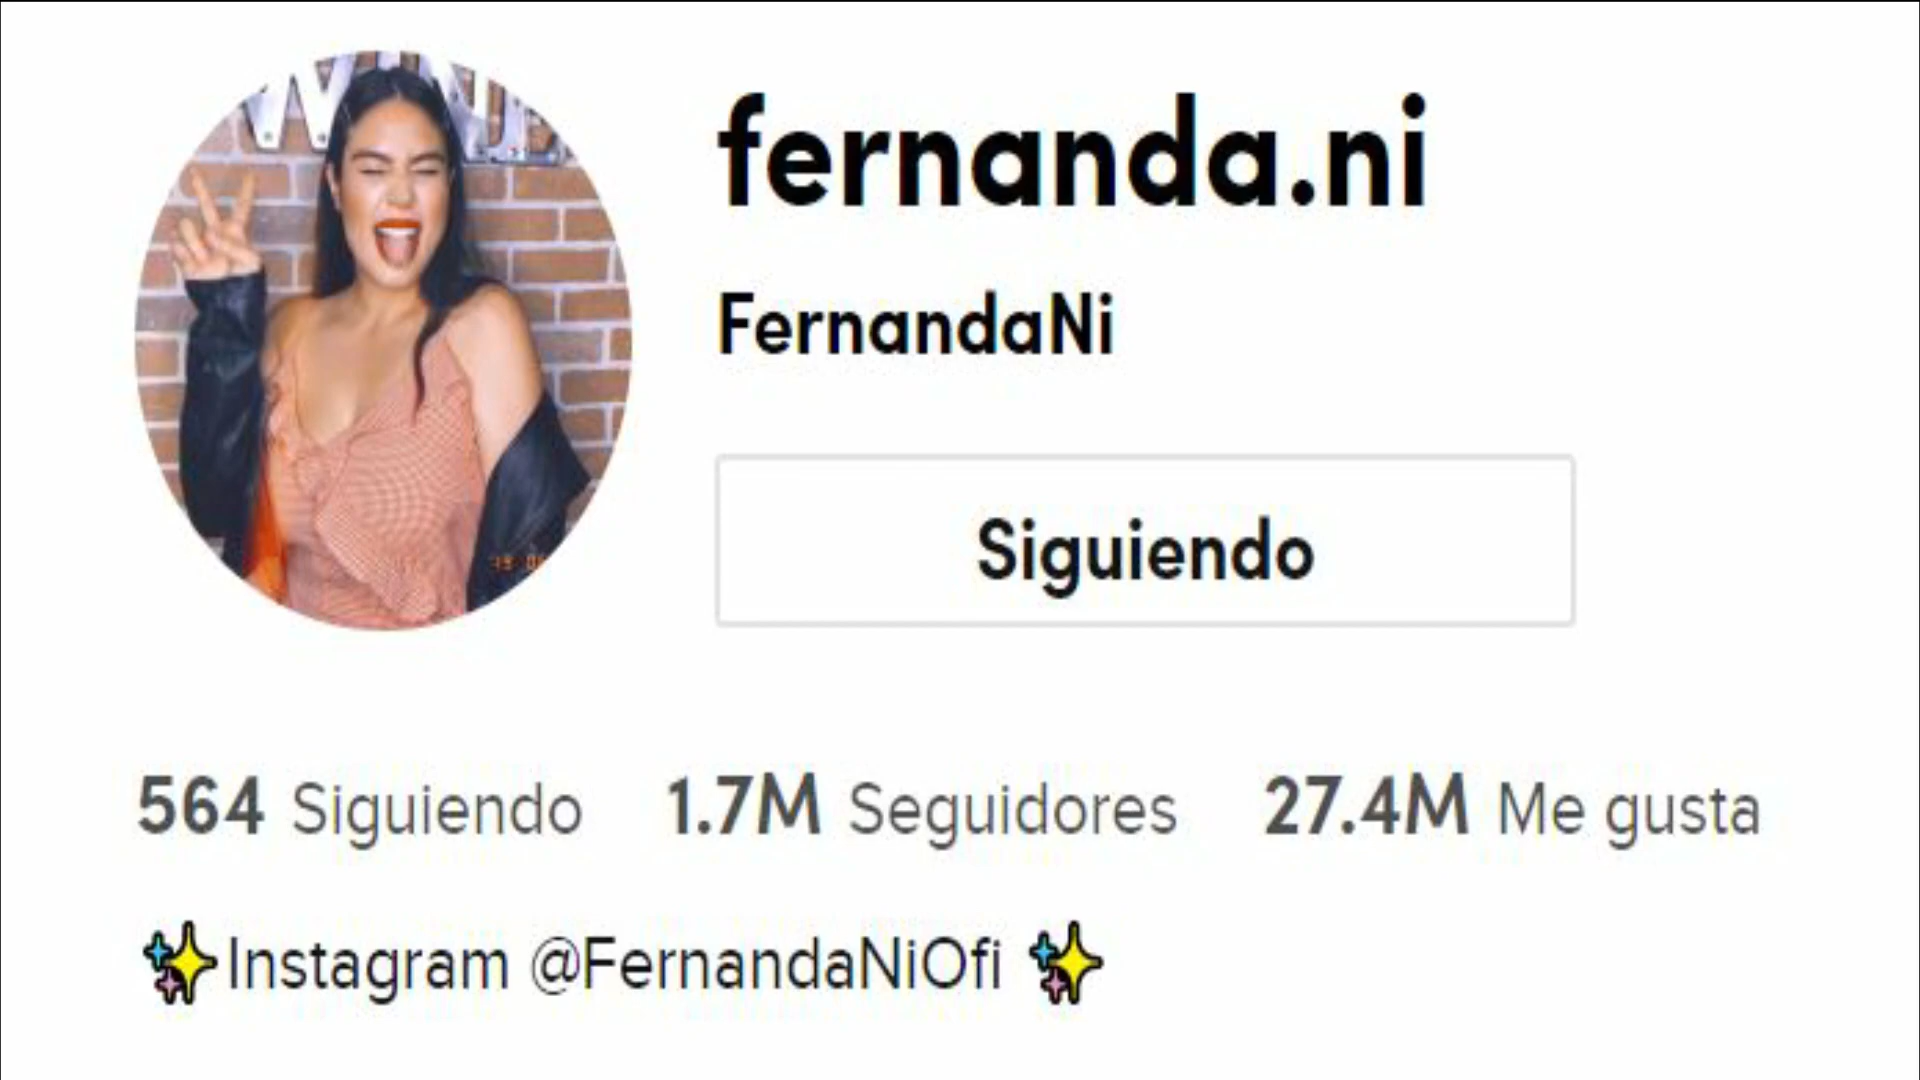 fernanda.ni
FernandaNi
Siguiendo
564 Siguiendo 1.7M Seguidores 27.4M Me gusta
✨Instagram @FernandaNiOfi ✨